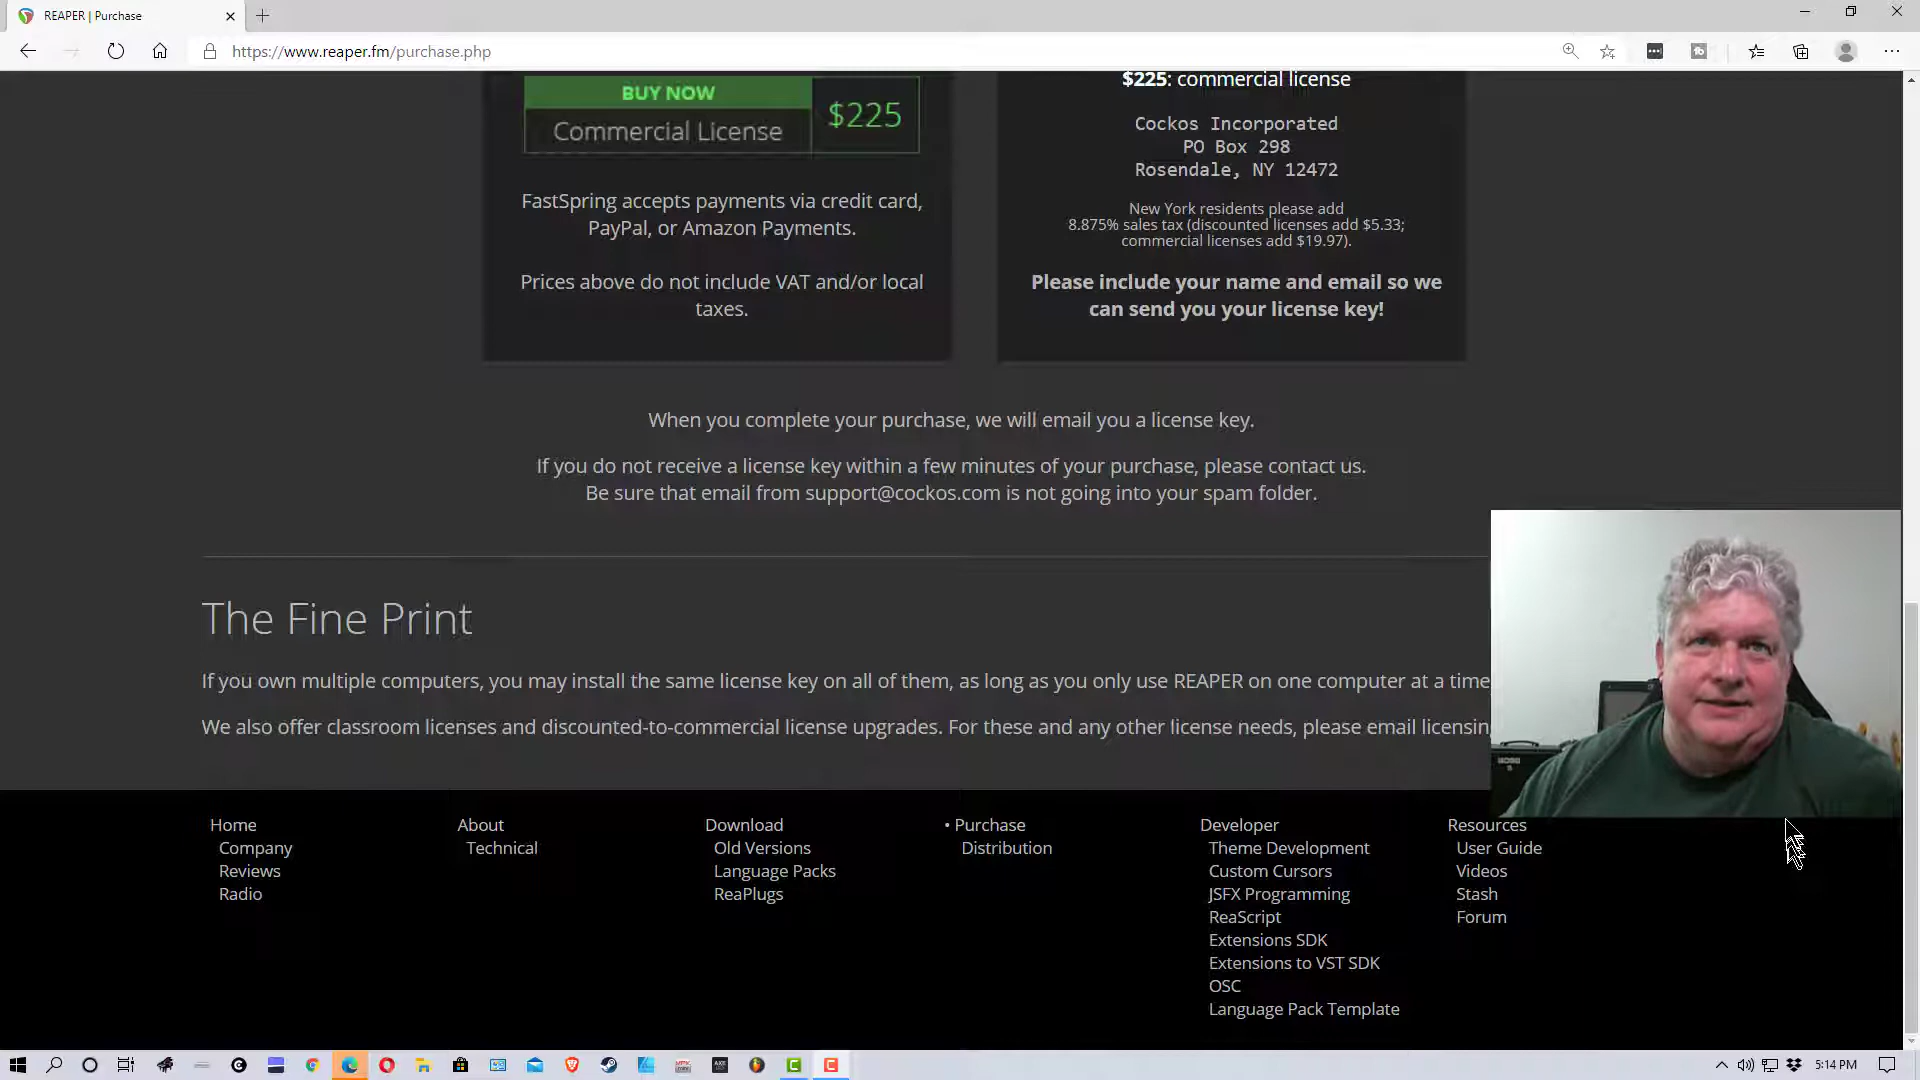 REAPER | Purchase
https://www.reaper.fm/purchase.php
BUY NOW
Commercial License
$225
FastSpring accepts payments via credit card,
PayPal, or Amazon Payments.
Prices above do not include VAT and/or local
taxes.
$225: commercial license
Cockos Incorporated
PO Box 298
Rosendale, NY 12472
New York residents please add
8.875% sales tax (discounted licenses add $5.33;
commercial licenses add $19.97).
Please include your name and email so we
can send you your license key!
When you complete your purchase, we will email you a license key.
If you do not receive a license key within a few minutes of your purchase, please contact us.
Be sure that email from support@cockos.com is not going into your spam folder.
The Fine Print
If you own multiple computers, you may install the same license key on all of them, as long as you only use REAPER on one computer at a time
We also offer classroom licenses and discounted-to-commercial license upgrades. For these and any other license needs, please email licensin
BOSS
Home
Company
Reviews
Radio
About
Technical
Download
Old Versions
Language Packs
ReaPlugs
• Purchase
Distribution
Developer
Theme Development
Custom Cursors
JSFX Programming
ReaScript
Extensions SDK
Extensions to VST SDK
OSC
Language Pack Template
Resources
User Guide
Videos
Stash
Forum
5:14 PM